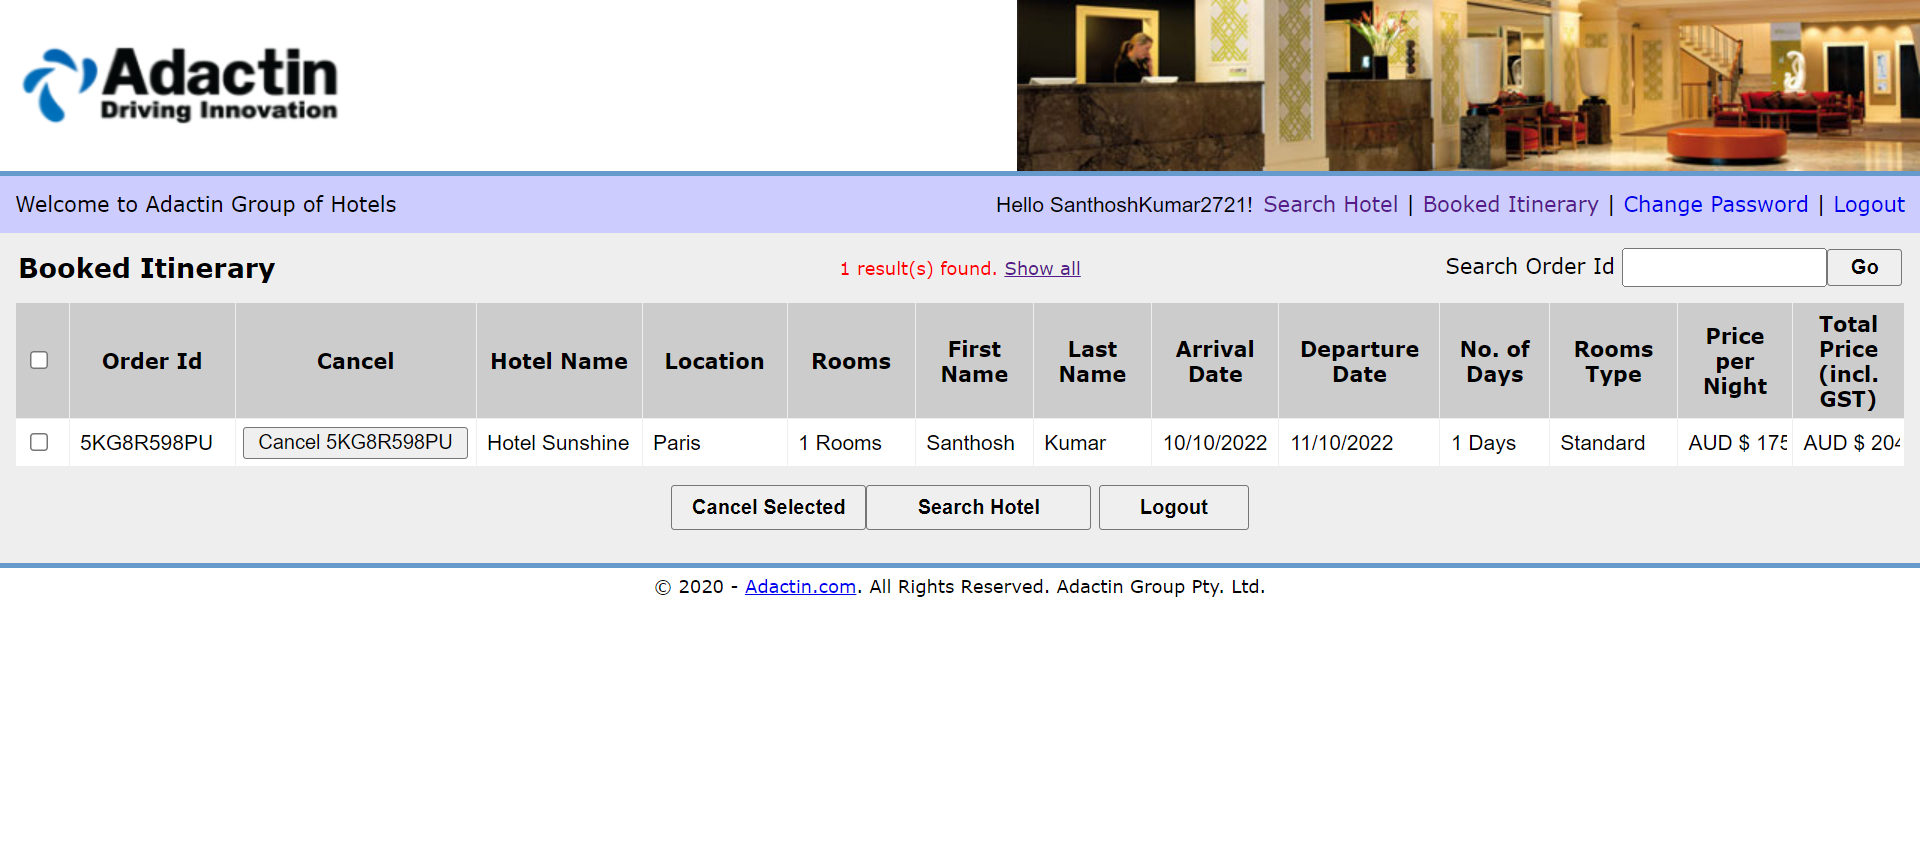 Adactin
Driving Innovation
Welcome to Adactin Group of Hotels
Hello SanthoshKumar2721! Search Hotel | Booked Itinerary | Change Password | Logout
Booked Itinerary
1 result(s) found. Show all
Search Order Id Go
Order Id Cancel Hotel Name Location Rooms First Name Last Name Arrival Date Departure Date No. of Days Rooms Type Price per Night Total Price (incl. GST)
5KG8R598PU Cancel 5KG8R598PU Hotel Sunshine Paris 1 Rooms Santhosh Kumar 10/10/2022 11/10/2022 1 Days Standard AUD $ 175 AUD $ 204
Cancel Selected Search Hotel Logout
© 2020 - Adactin.com. All Rights Reserved. Adactin Group Pty. Ltd.